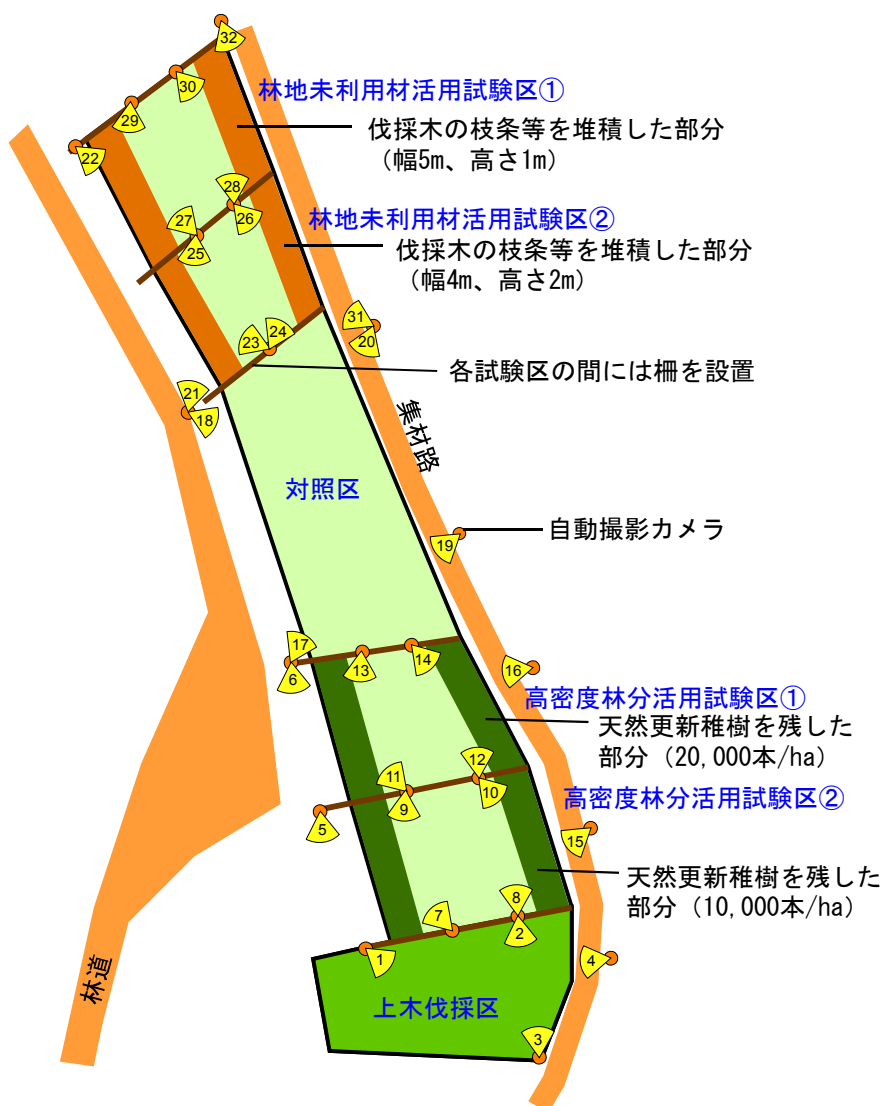 32
30
林地未利用材活用試験区①
29
伐採木の枝条等を堆積した部分
（幅5m、高さ1m）
22
28
27
26
林地未利用材活用試験区②
25
伐採木の枝条等を堆積した部分
（幅4m、高さ2m）
31
24
23
20
各試験区の間には柵を設置
21
18
集材路
対照区
自動撮影カメラ
19
17
14
13
6
16
高密度林分活用試験区①
天然更新稚樹を残した
部分（20,000本/ha）
12
11
10
9
高密度林分活用試験区②
5
15
天然更新稚樹を残した
部分（10,000本/ha）
8
7
2
1
4
林道
上木伐採区
3